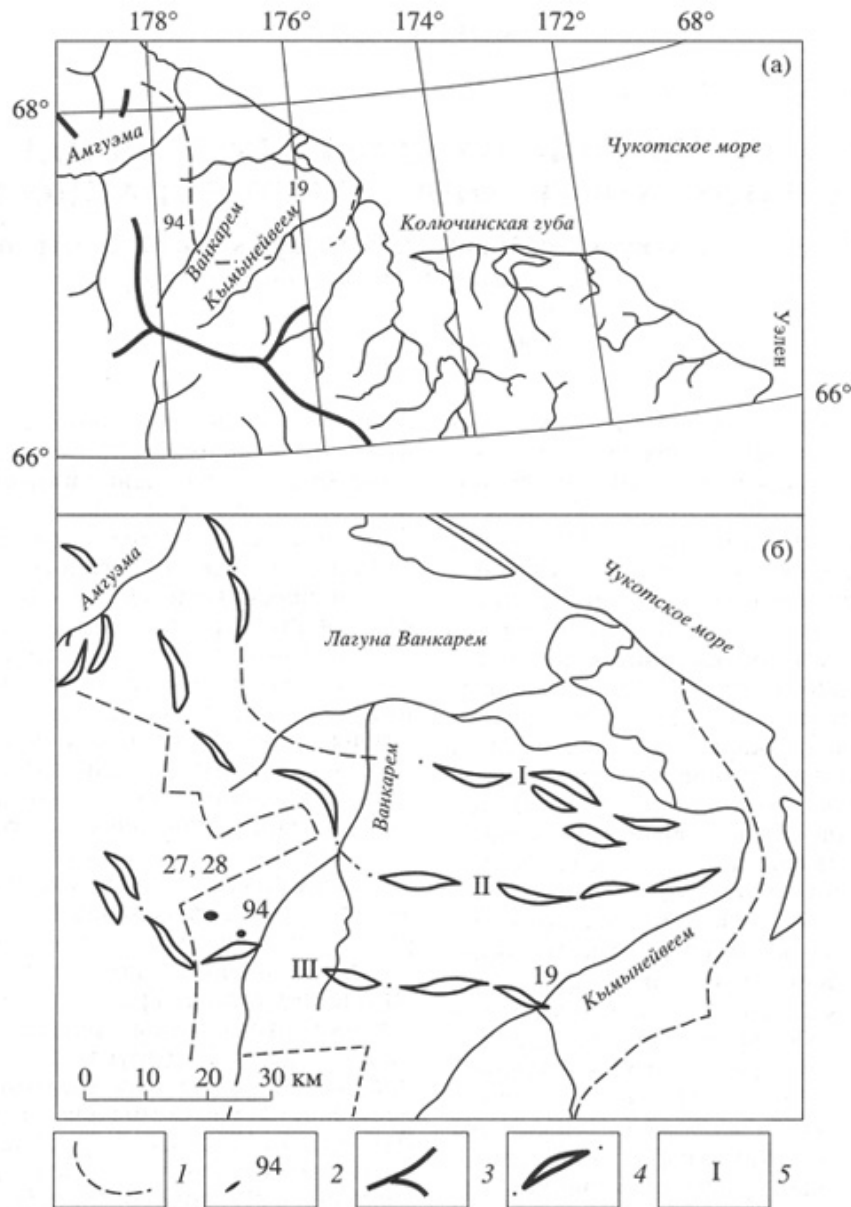 178° 176° 174° 172° 68°
(а)
68°
Амгуэма
Чукотское море
19
94
Колючинская губа
Ванкарем
Кымынейвеем
Уэлен
66°
66°
(б)
Амгуэма
Чукотское море
Лагуна Ванкарем
Ванкарем
I
27, 28
II
94
III
19
Кымынейвеем
0 10 20 30 км
1 94 2 3 4 I 5